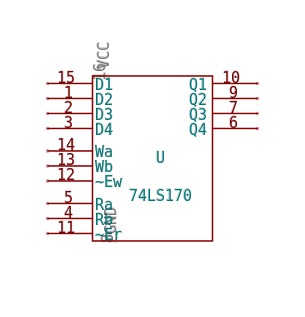 VCC
16
15 D1 Q1 10
1 D2 Q2 9
2 D3 Q3 7
3 D4 Q4 6
14 Wa
13 Wb
12 ~Ew
U
74LS170
5 Ra
4 Rb
GND
11 ~Er